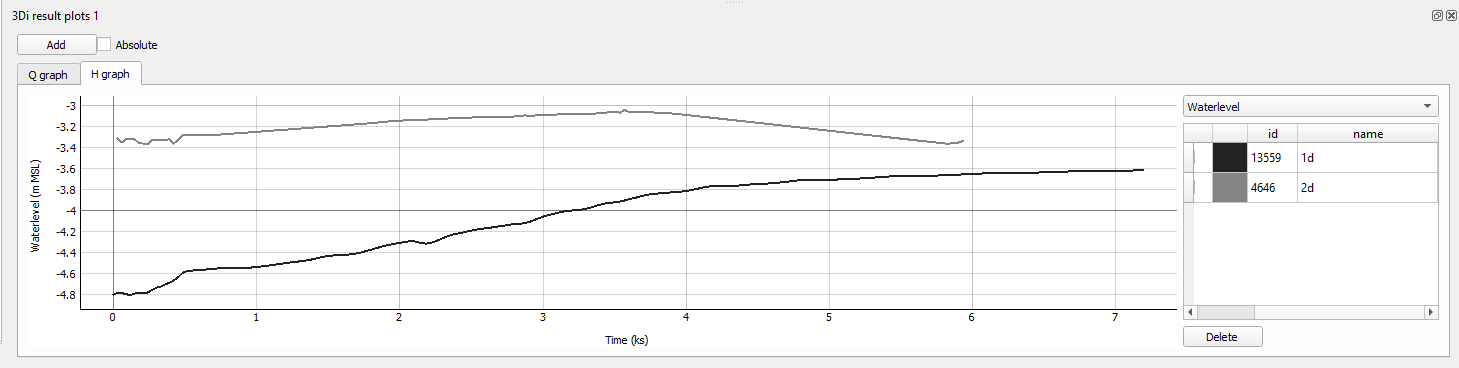 3Di result plots 1
Add Absolute
Q graph H graph
Waterlevel
id name
13559 1d
4646 2d
Delete
Waterlevel (m MSL)
-3
-3.2
-3.4
-3.6
-3.8
-4
-4.2
-4.4
-4.6
-4.8
0 1 2 3 4 5 6 7
Time (ks)